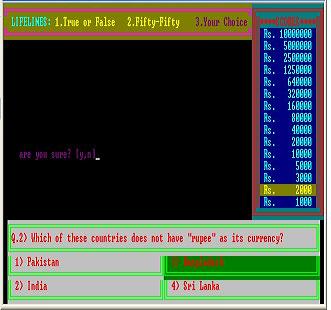 LIFELINES: 1.True or False 2.Fifty-Fifty 3.Your Choice
Rs. 10000000
Rs. 5000000
Rs. 2500000
Rs. 1250000
Rs. 640000
Rs. 320000
Rs. 160000
Rs. 80000
Rs. 40000
Rs. 20000
Rs. 10000
Rs. 5000
Rs. 3000
Rs. 2000
Rs. 1000
are you sure? [y,n]
Q.2) Which of these countries does not have "rupee" as its currency?
1) Pakistan
3) Bangladesh
2) India
4) Sri Lanka